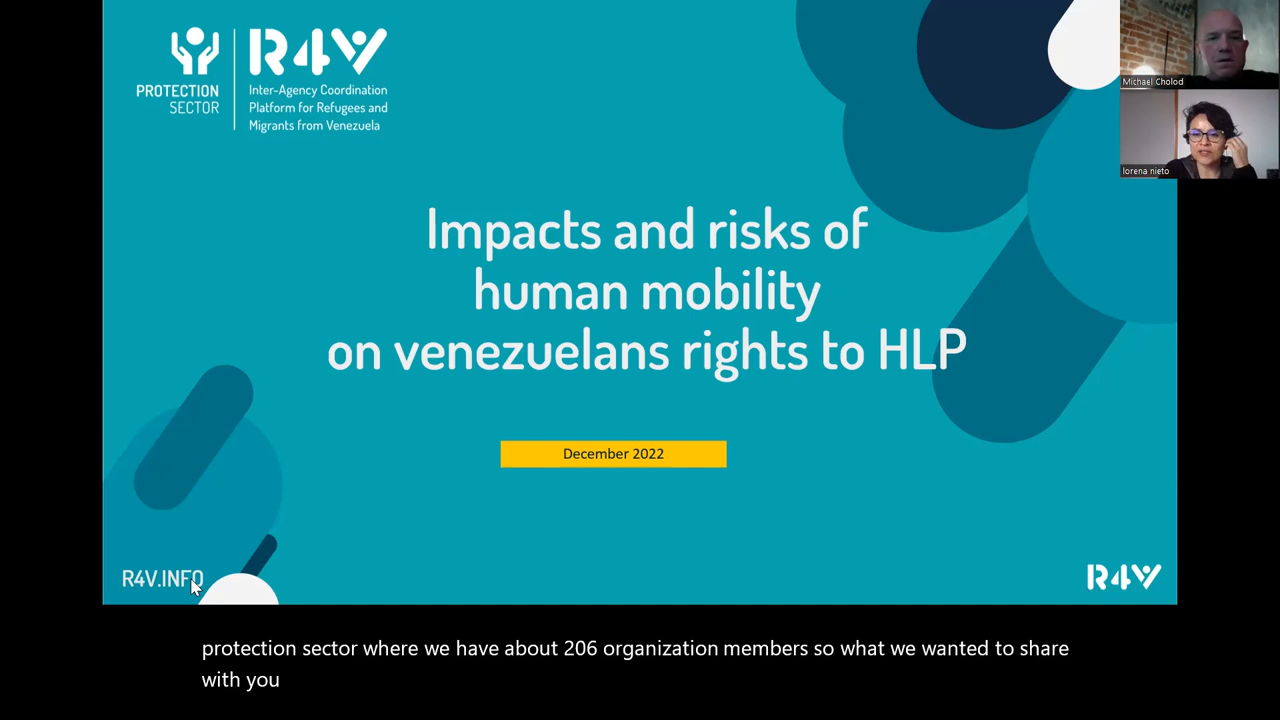 PROTECTION
SECTOR
R4V
Inter-Agency Coordination
Platform for Refugees and
Migrants from Venezuela
Michael Cholod
lorena nieto
Impacts and risks of
human mobility
on venezuelans rights to HLP
December 2022
R4V.INFO
R4V
protection sector where we have about 206 organization members so what we wanted to share
with you